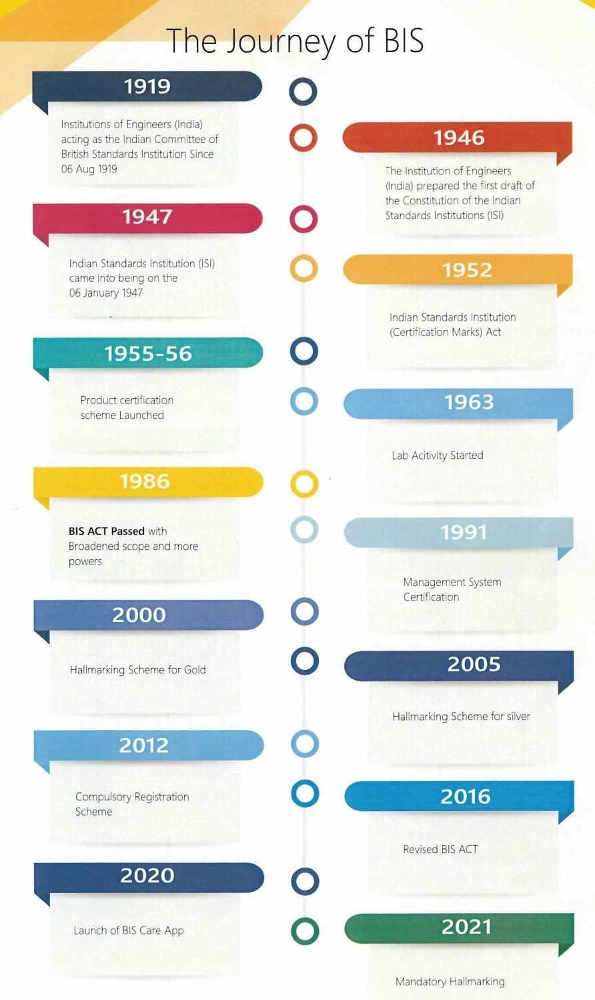 The Journey of BIS
1919
Institutions of Engineers (India)
acting as the Indian Committee of
British Standards Institution Since
06 Aug 1919
1946
The Institution of Engineers
(India) prepared the first draft of
the Constitution of the Indian
Standards Institutions (ISI)
1947
Indian Standards Institution (ISI)
came into being on the
06 January 1947
1952
Indian Standards Institution
(Certification Marks) Act
1955-56
Product certification
scheme Launched
1963
Lab Acitivity Started
1986
BIS ACT Passed with
Broadened scope and more
powers
1991
Management System
Certification
2000
Hallmarking Scheme for Gold
2005
Hallmarking Scheme for silver
2012
Compulsory Registration
Scheme
2016
Revised BIS ACT
2020
Launch of BIS Care App
2021
Mandatory Hallmarking